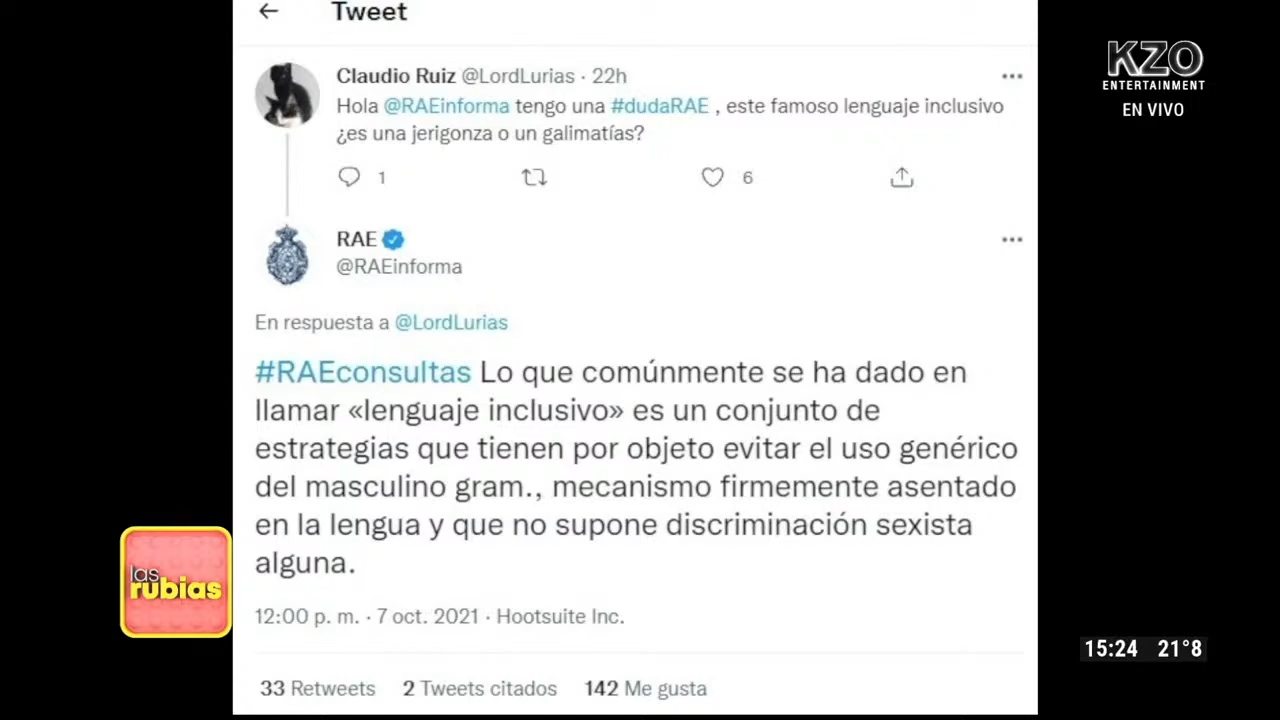 Tweet
Claudio Ruiz @LordLurias · 22h
Hola @RAEinforma tengo una #dudaRAE , este famoso lenguaje inclusivo
¿es una jerigonza o un galimatías?
1
6
RAE
@RAEinforma
En respuesta a @LordLurias
#RAEconsultas Lo que comúnmente se ha dado en
llamar «lenguaje inclusivo» es un conjunto de
estrategias que tienen por objeto evitar el uso genérico
del masculino gram., mecanismo firmemente asentado
en la lengua y que no supone discriminación sexista
alguna.
12:00 p. m. · 7 oct. 2021 · Hootsuite Inc.
33 Retweets 2 Tweets citados 142 Me gusta
KZO
ENTERTAINMENT
EN VIVO
las
rubias
15:24 21°8